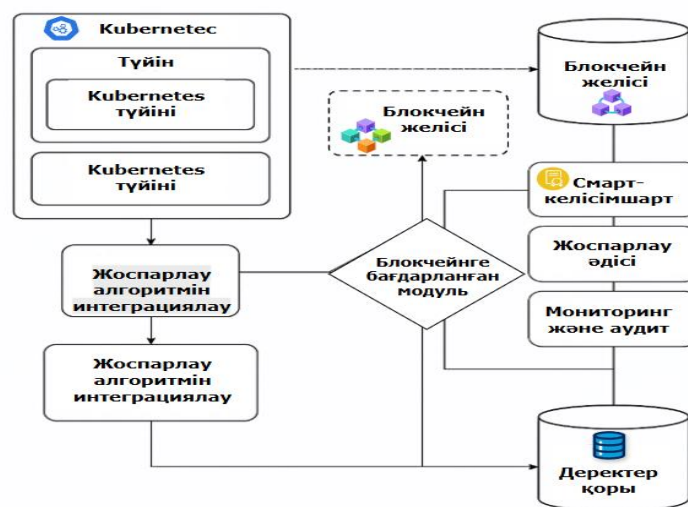 Kubernetec
Түйін
Kubernetes
түйіні
Kubernetes
түйіні
Блокчейн
желісі
Блокчейн
желісі
Смарт-
келісімшарт
Жоспарлау
әдісі
Мониторинг
және аудит
Блокчейнге
бағдарланған
модуль
Жоспарлау
алгоритмін
интеграциялау
Жоспарлау
алгоритмін
интеграциялау
Деректер
қоры